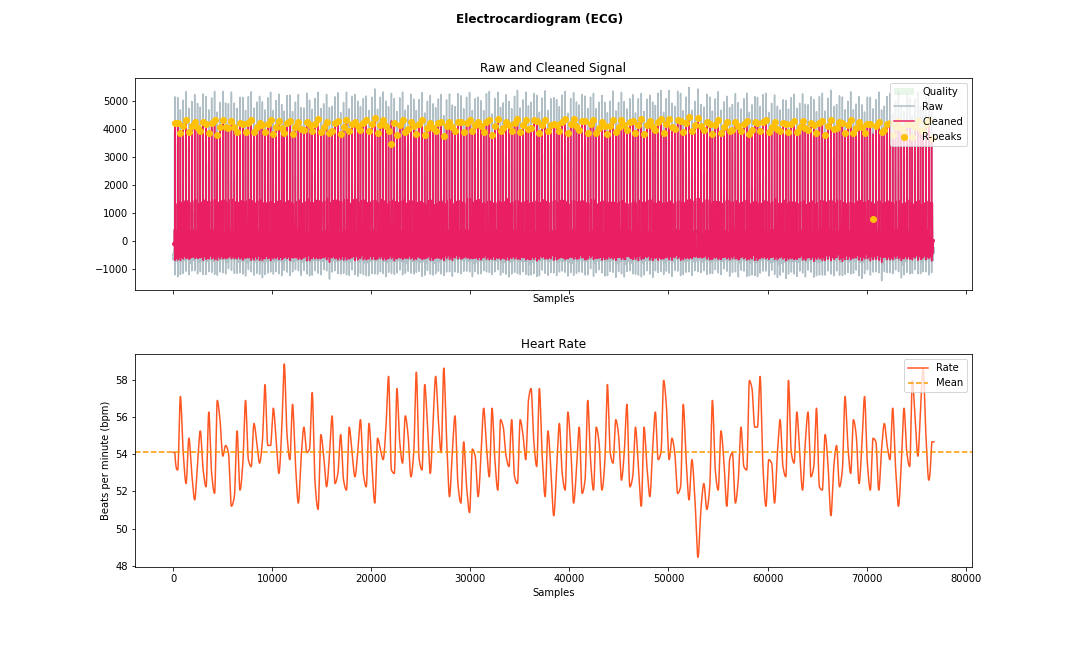 Electrocardiogram (ECG)
Raw and Cleaned Signal
5000
4000
3000
2000
1000
0
−1000
Quality
Raw
Cleaned
R-peaks
Samples
Heart Rate
Beats per minute (bpm)
58
56
54
52
50
48
Rate
Mean
0 10000 20000 30000 40000 50000 60000 70000 80000
Samples